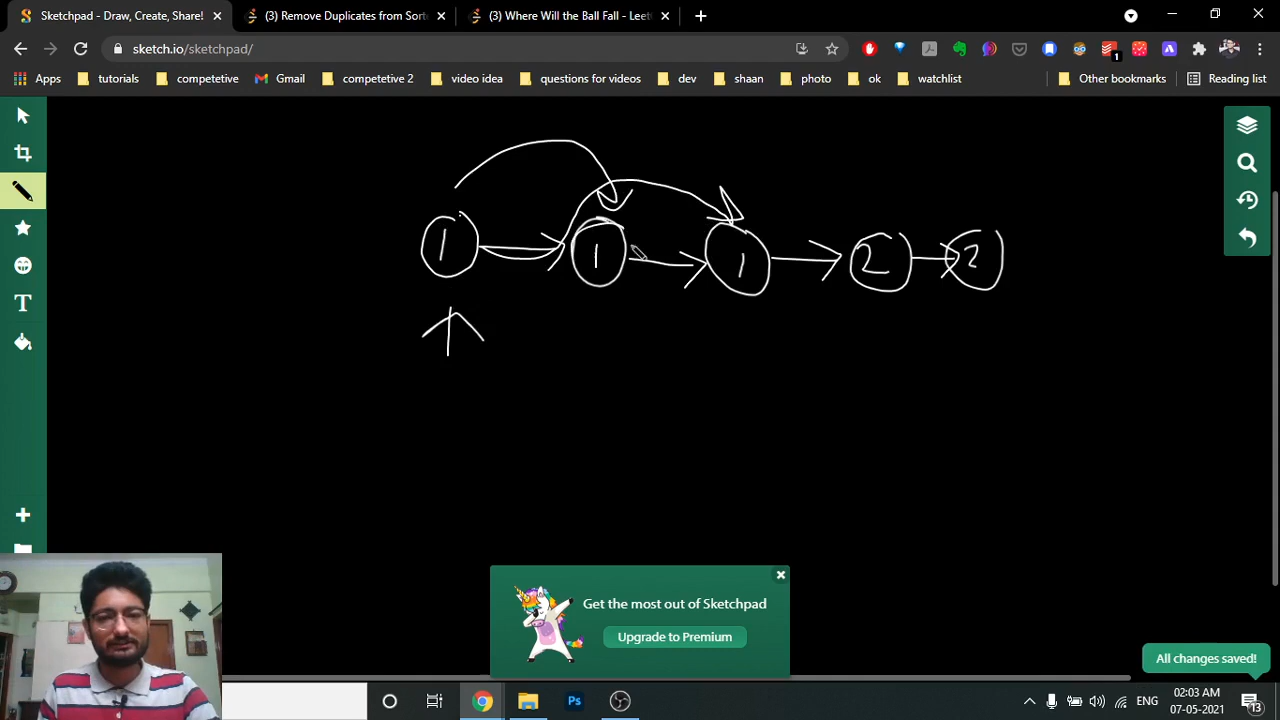 Sketchpad - Draw, Create, Share!
(3) Remove Duplicates from Sort
(3) Where Will the Ball Fall - Leet
sketch.io/sketchpad/
1
Apps
tutorials
competetive
Gmail
competetive 2
video idea
questions for videos
dev
shaan
photo
ok
watchlist
Other bookmarks
Reading list
T
1 1 1 2 2
Get the most out of Sketchpad
Upgrade to Premium
All changes saved!
Ps
ENG
02:03 AM
07-05-2021
13